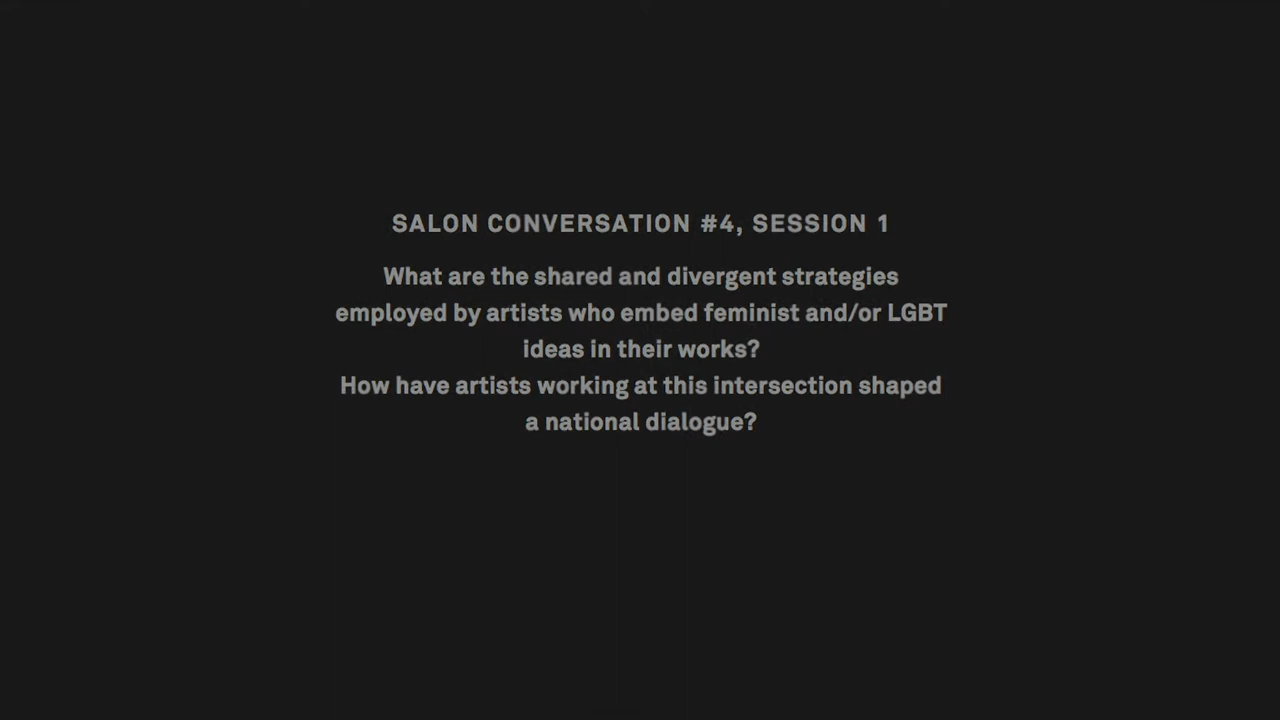 SALON CONVERSATION #4, SESSION 1
What are the shared and divergent strategies
employed by artists who embed feminist and/or LGBT
ideas in their works?
How have artists working at this intersection shaped
a national dialogue?